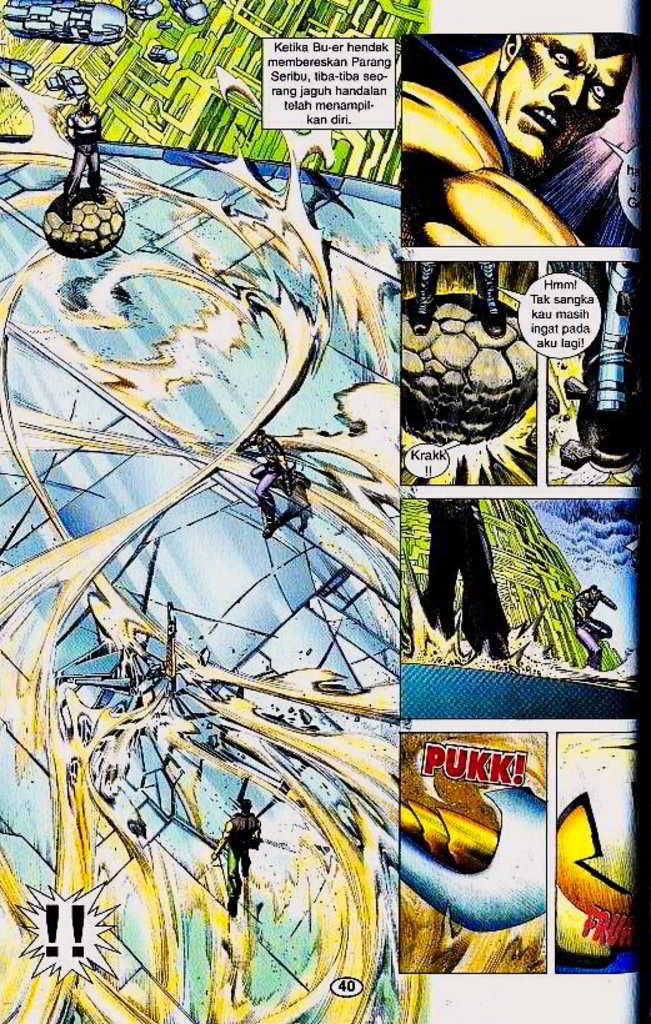 Ketika Bu-er hendak
membereskan Parang
Seribu, tiba-tiba seo-
rang jaguh handalan
telah menampil-
kan diri.
Hmm!
Tak sangka
kau masih
ingat pada
aku lagi!
Krakk
!!
PUKK!
!!
40